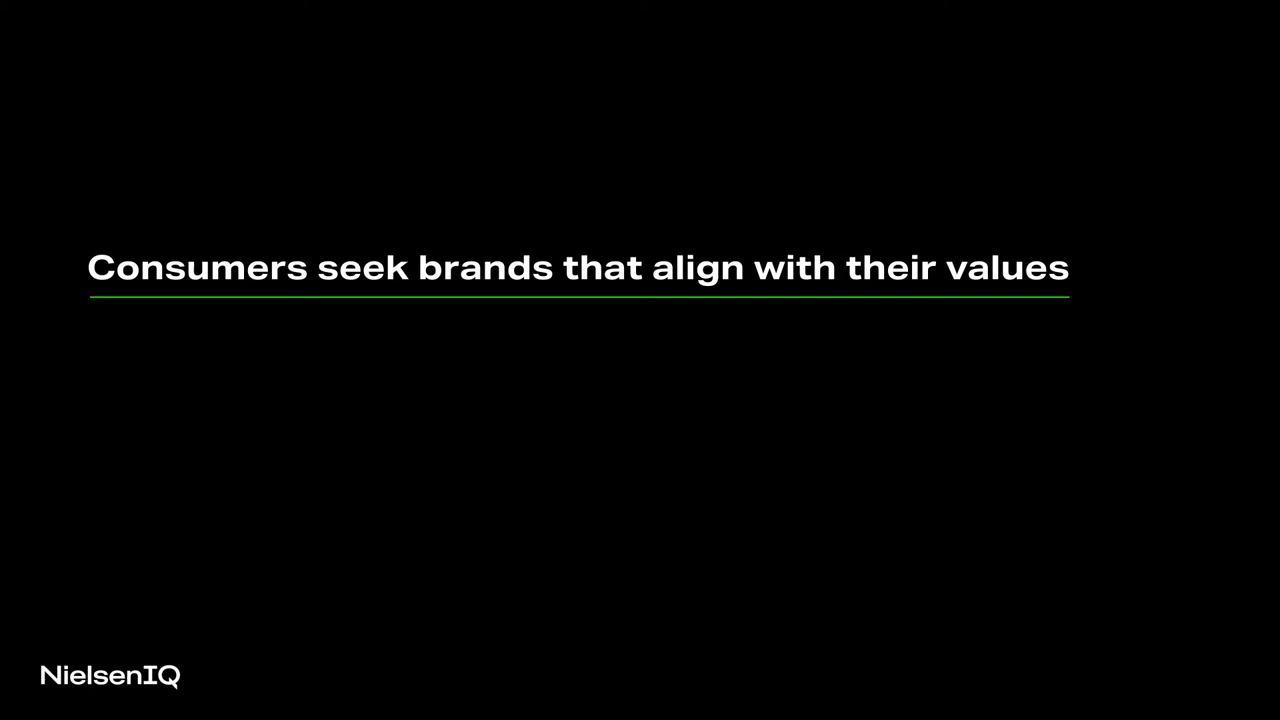 Consumers seek brands that align with their values
NielsenIQ